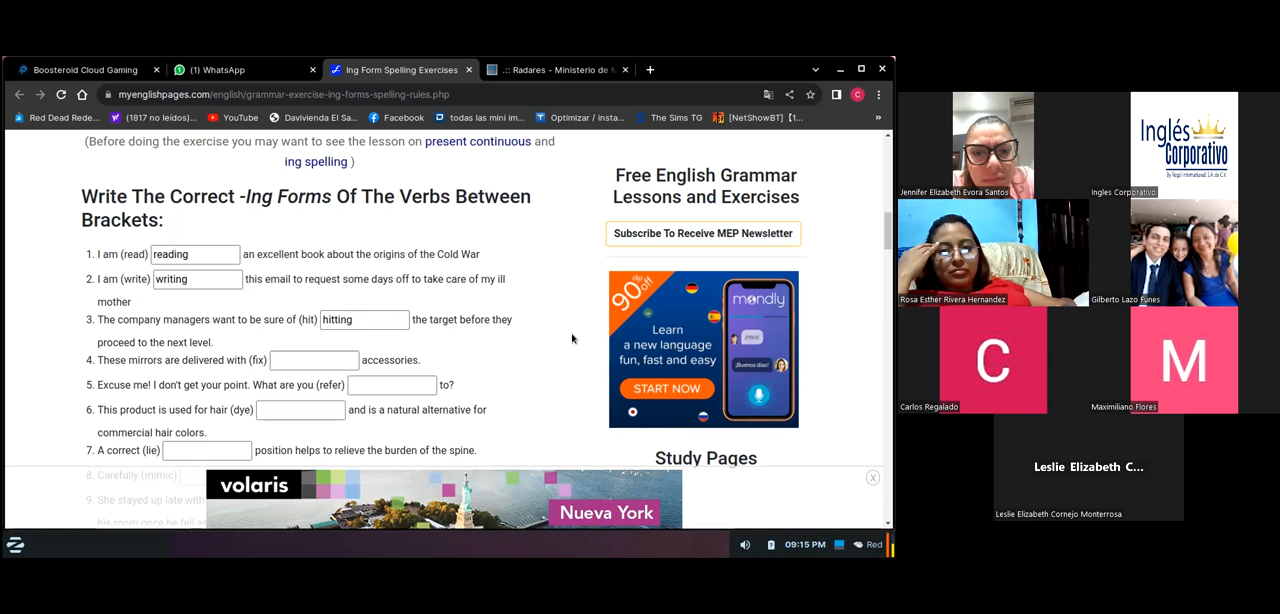 Boosteroid Cloud Gaming
(1) WhatsApp
Ing Form Spelling Exercises
.:: Radares - Ministerio de
myenglishpages.com/english/grammar-exercise-ing-forms-spelling-rules.php
Red Dead Rede...
(1817 no leídos)...
YouTube
Davivienda El Sa...
Facebook
todas las mini im...
Optimizar / insta...
The Sims TG
[NetShowBT] [1...
(Before doing the exercise you may want to see the lesson on present continuous and
ing spelling )
Write The Correct -Ing Forms Of The Verbs Between
Brackets:
1. I am (read) reading an excellent book about the origins of the Cold War
2. I am (write) writing this email to request some days off to take care of my ill
mother
3. The company managers want to be sure of (hit) hitting the target before they
proceed to the next level.
4. These mirrors are delivered with (fix) accessories.
5. Excuse me! I don't get your point. What are you (refer) to?
6. This product is used for hair (dye) and is a natural alternative for
commercial hair colors.
7. A correct (lie) position helps to relieve the burden of the spine.
8. Carefully (mimic)
9. She stayed up late with
his room once he fell
Free English Grammar
Lessons and Exercises
Subscribe To Receive MEP Newsletter
90% off
mondly
Learn
a new language
fun, fast and easy
START NOW
¡Buenos días!
Study Pages
volaris
Nueva York
09:15 PM
Red
Jennifer Elizabeth Evora Santos
Inglés
Corporativo
By Regal International, S.A. de C.V.
Ingles Corporativo
Rosa Esther Rivera Hernandez
Gilberto Lazo Funes
C
Carlos Regalado
M
Maximiliano Flores
Leslie Elizabeth C...
Leslie Elizabeth Cornejo Monterrosa